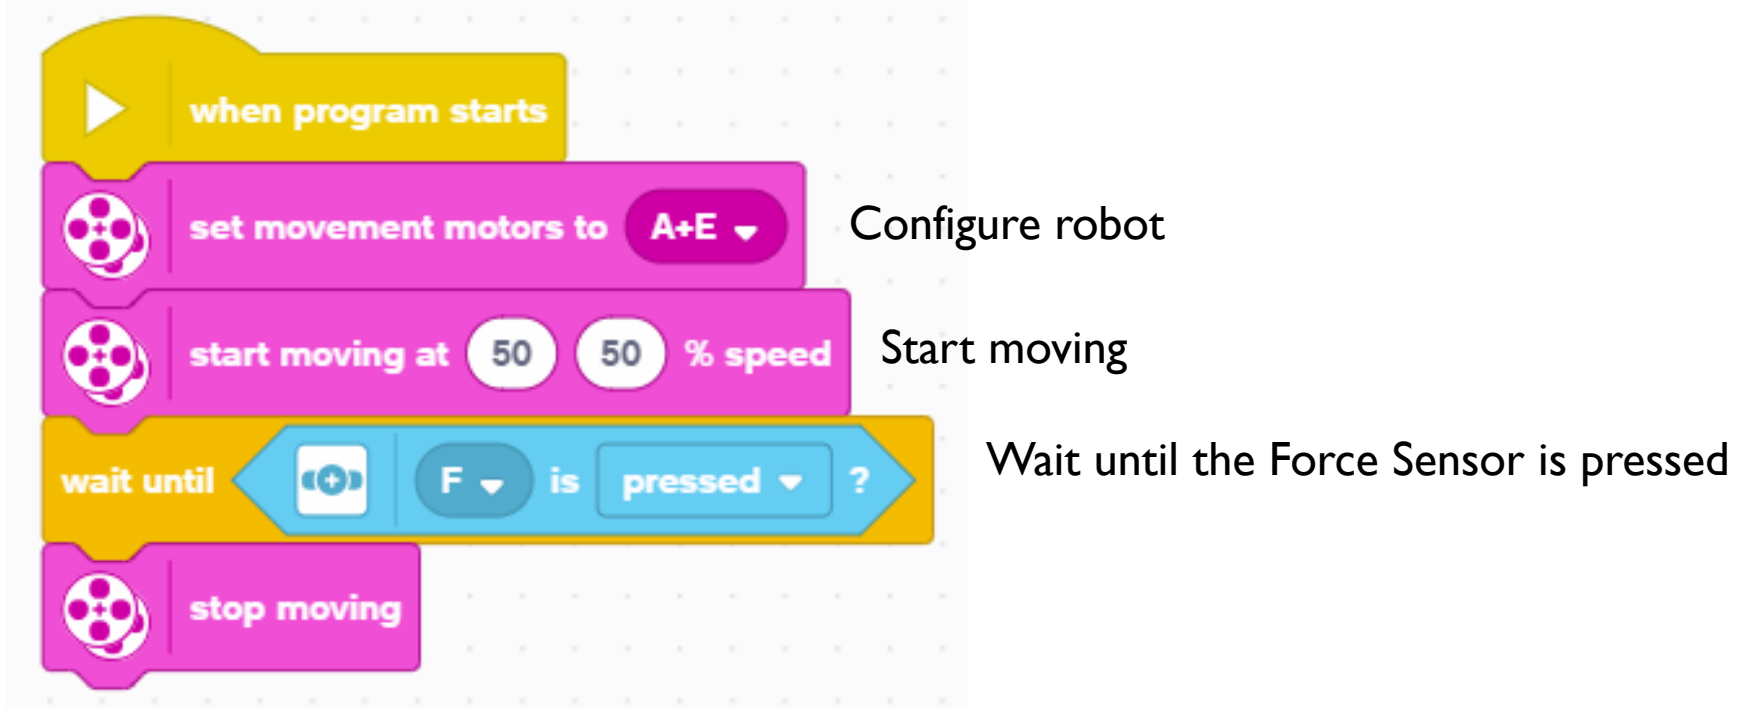 when program starts
set movement motors to A+E
Configure robot
start moving at 50 50 % speed
Start moving
wait until F is pressed ?
Wait until the Force Sensor is pressed
stop moving